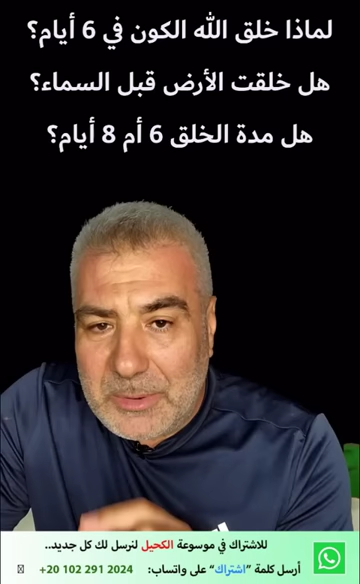 لماذا خلق الله الكون في 6 أيام؟
هل خلقت الأرض قبل السماء؟
هل مدة الخلق 6 أم 8 أيام؟
للاشتراك في موسوعة الكحيل لنرسل لك كل جديد..
أرسل كلمة "اشتراك" على واتساب: +20 102 291 2024